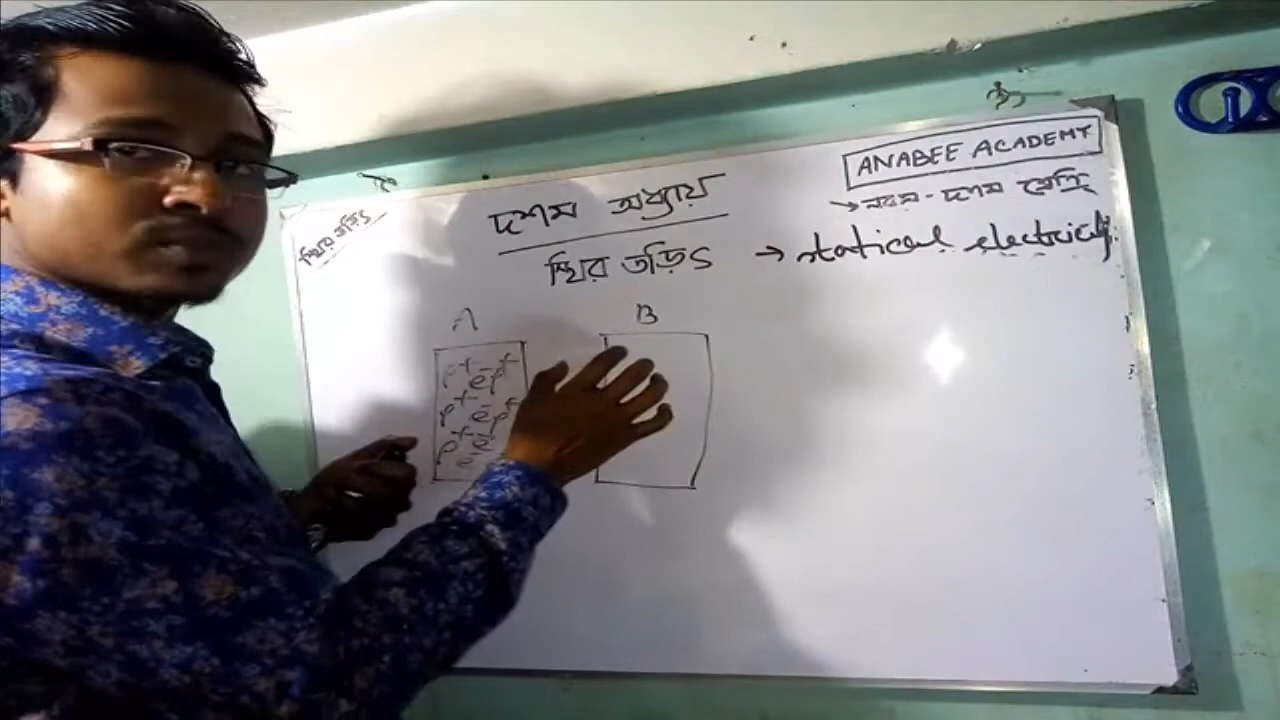 ANABEE ACADEMY
→ নবম-দশম শ্রেণি
স্থির তড়িৎ
দশম অধ্যায়
স্থির তড়িৎ → statical electricity
A B
p+ e- p+
p+ e- p+
p+ e-
e-